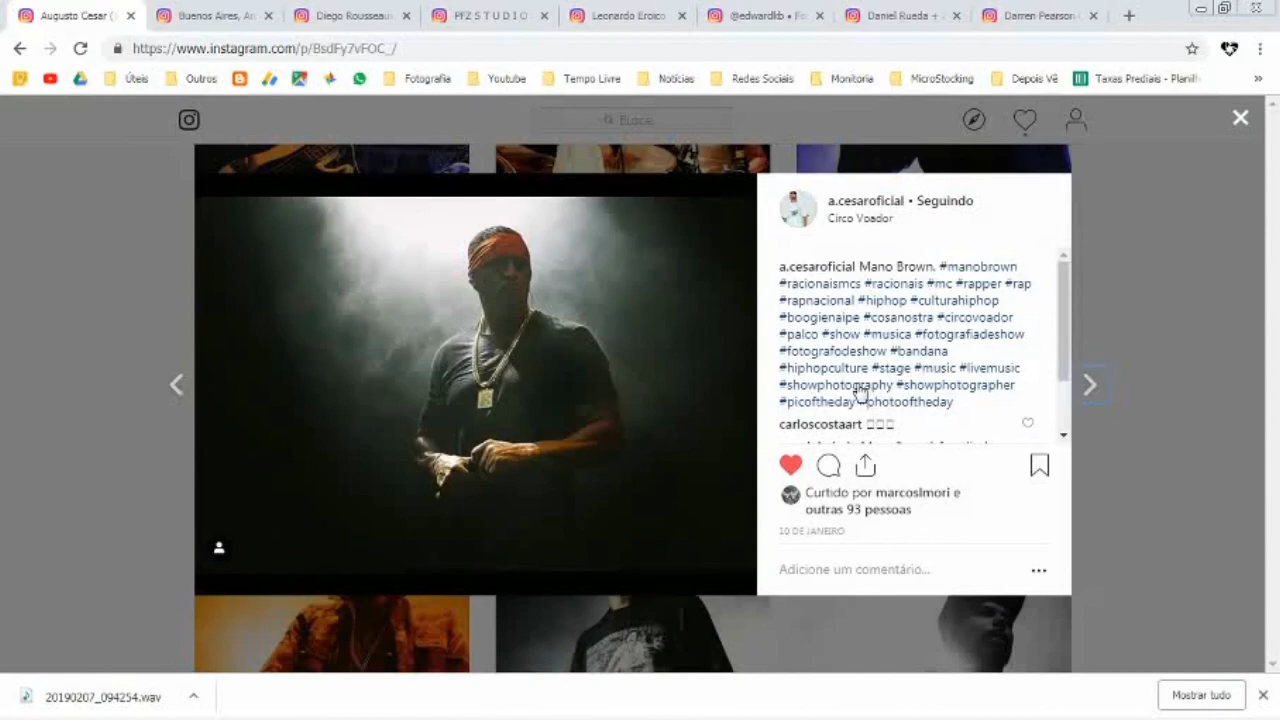 Augusto Cesar (
Buenos Aires, Ar
Diego Rousseau
PFZ S T U D I O
Leonardo Eroico
@edwardkb • Fo
Daniel Rueda +
Darren Pearson
https://www.instagram.com/p/BsdFy7vFOC_/
Úteis
Outros
Fotografia
Youtube
Tempo Livre
Notícias
Redes Sociais
Monitoria
MicroStocking
Depois Vê
Taxas Prediais - Planil
»
Busca
a.cesaroficial • Seguindo
Circo Voador
a.cesaroficial Mano Brown. #manobrown
#racionaismcs #racionais #mc #rapper #rap
#rapnacional #hiphop #culturahiphop
#boogienaipe #cosanostra #circovoador
#palco #show #musica #fotografiadeshow
#fotografodeshow #bandana
#hiphopculture #stage #music #livemusic
#showphotography #showphotographer
#picoftheday #photooftheday
carloscostaart
Curtido por marcoslmori e
outras 93 pessoas
10 DE JANEIRO
Adicione um comentário...
20190207_094254.wav
Mostrar tudo